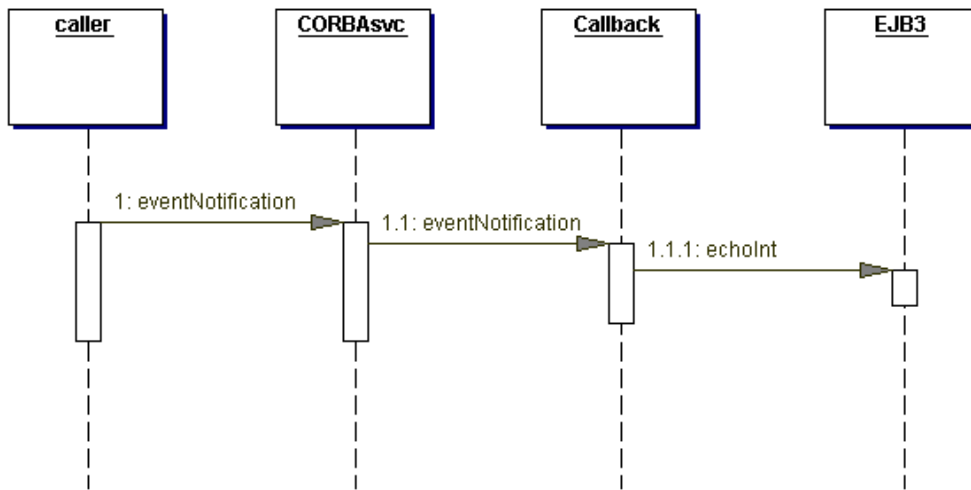 caller
CORBAsvc
Callback
EJB3
1: eventNotification
1.1: eventNotification
1.1.1: echoInt